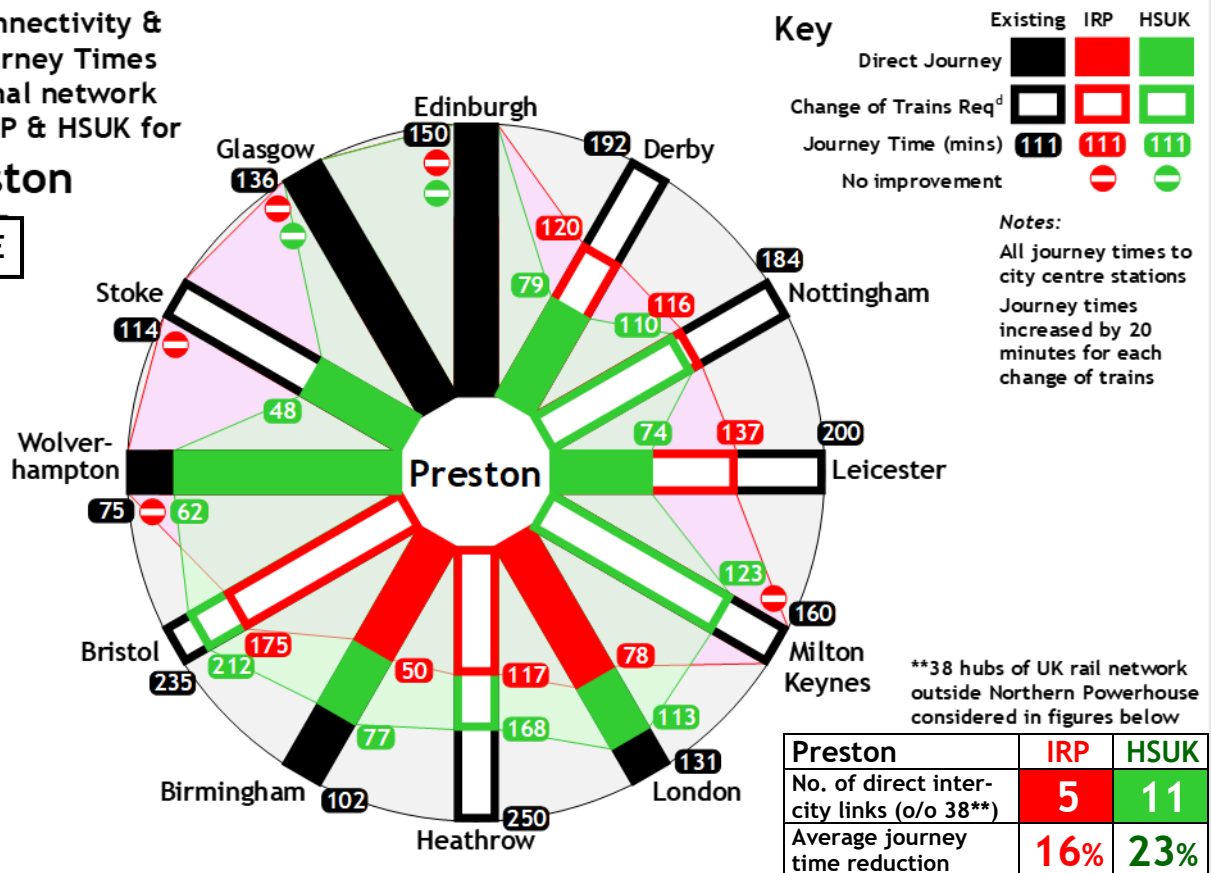 nnectivity &
rney Times
nal network
P & HSUK for
ston
E
Key
Existing IRP HSUK
Direct Journey
Change of Trains Reqd
Journey Time (mins) 111 111 111
No improvement
Notes:
All journey times to
city centre stations
Journey times
increased by 20
minutes for each
change of trains
Edinburgh
150
Derby
192
120
79
Nottingham
184
116
110
Leicester
200
137
74
Milton
Keynes
160
123
London
131
113
78
Heathrow
250
168
117
Birmingham
102
77
50
Bristol
235
212
175
Wolver-
hampton
75
62
Stoke
114
48
Glasgow
136
Preston
**38 hubs of UK rail network
outside Northern Powerhouse
considered in figures below
Preston IRP HSUK
No. of direct inter-
city links (o/o 38**) 5 11
Average journey
time reduction 16% 23%